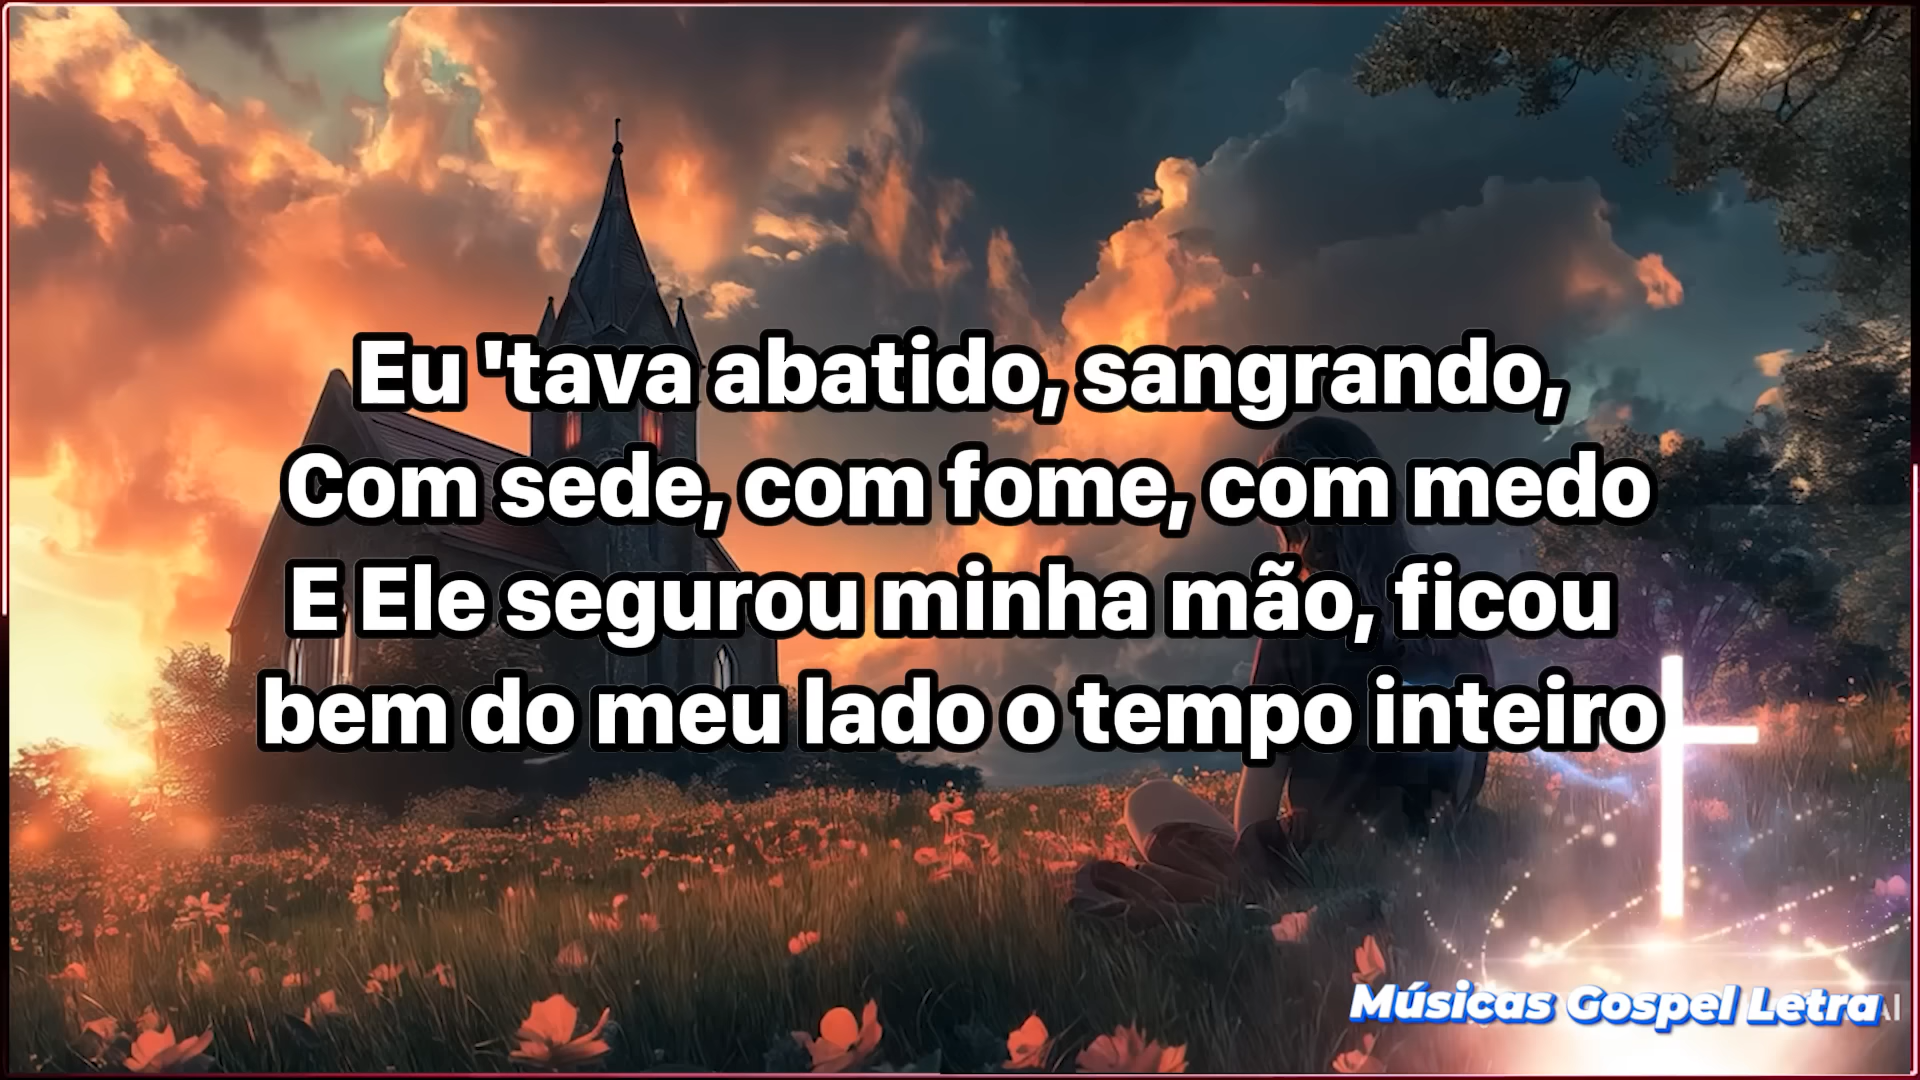 Eu 'tava abatido, sangrando,
Com sede, com fome, com medo
E Ele segurou minha mão, ficou
bem do meu lado o tempo inteiro
Músicas Gospel Letra
AI